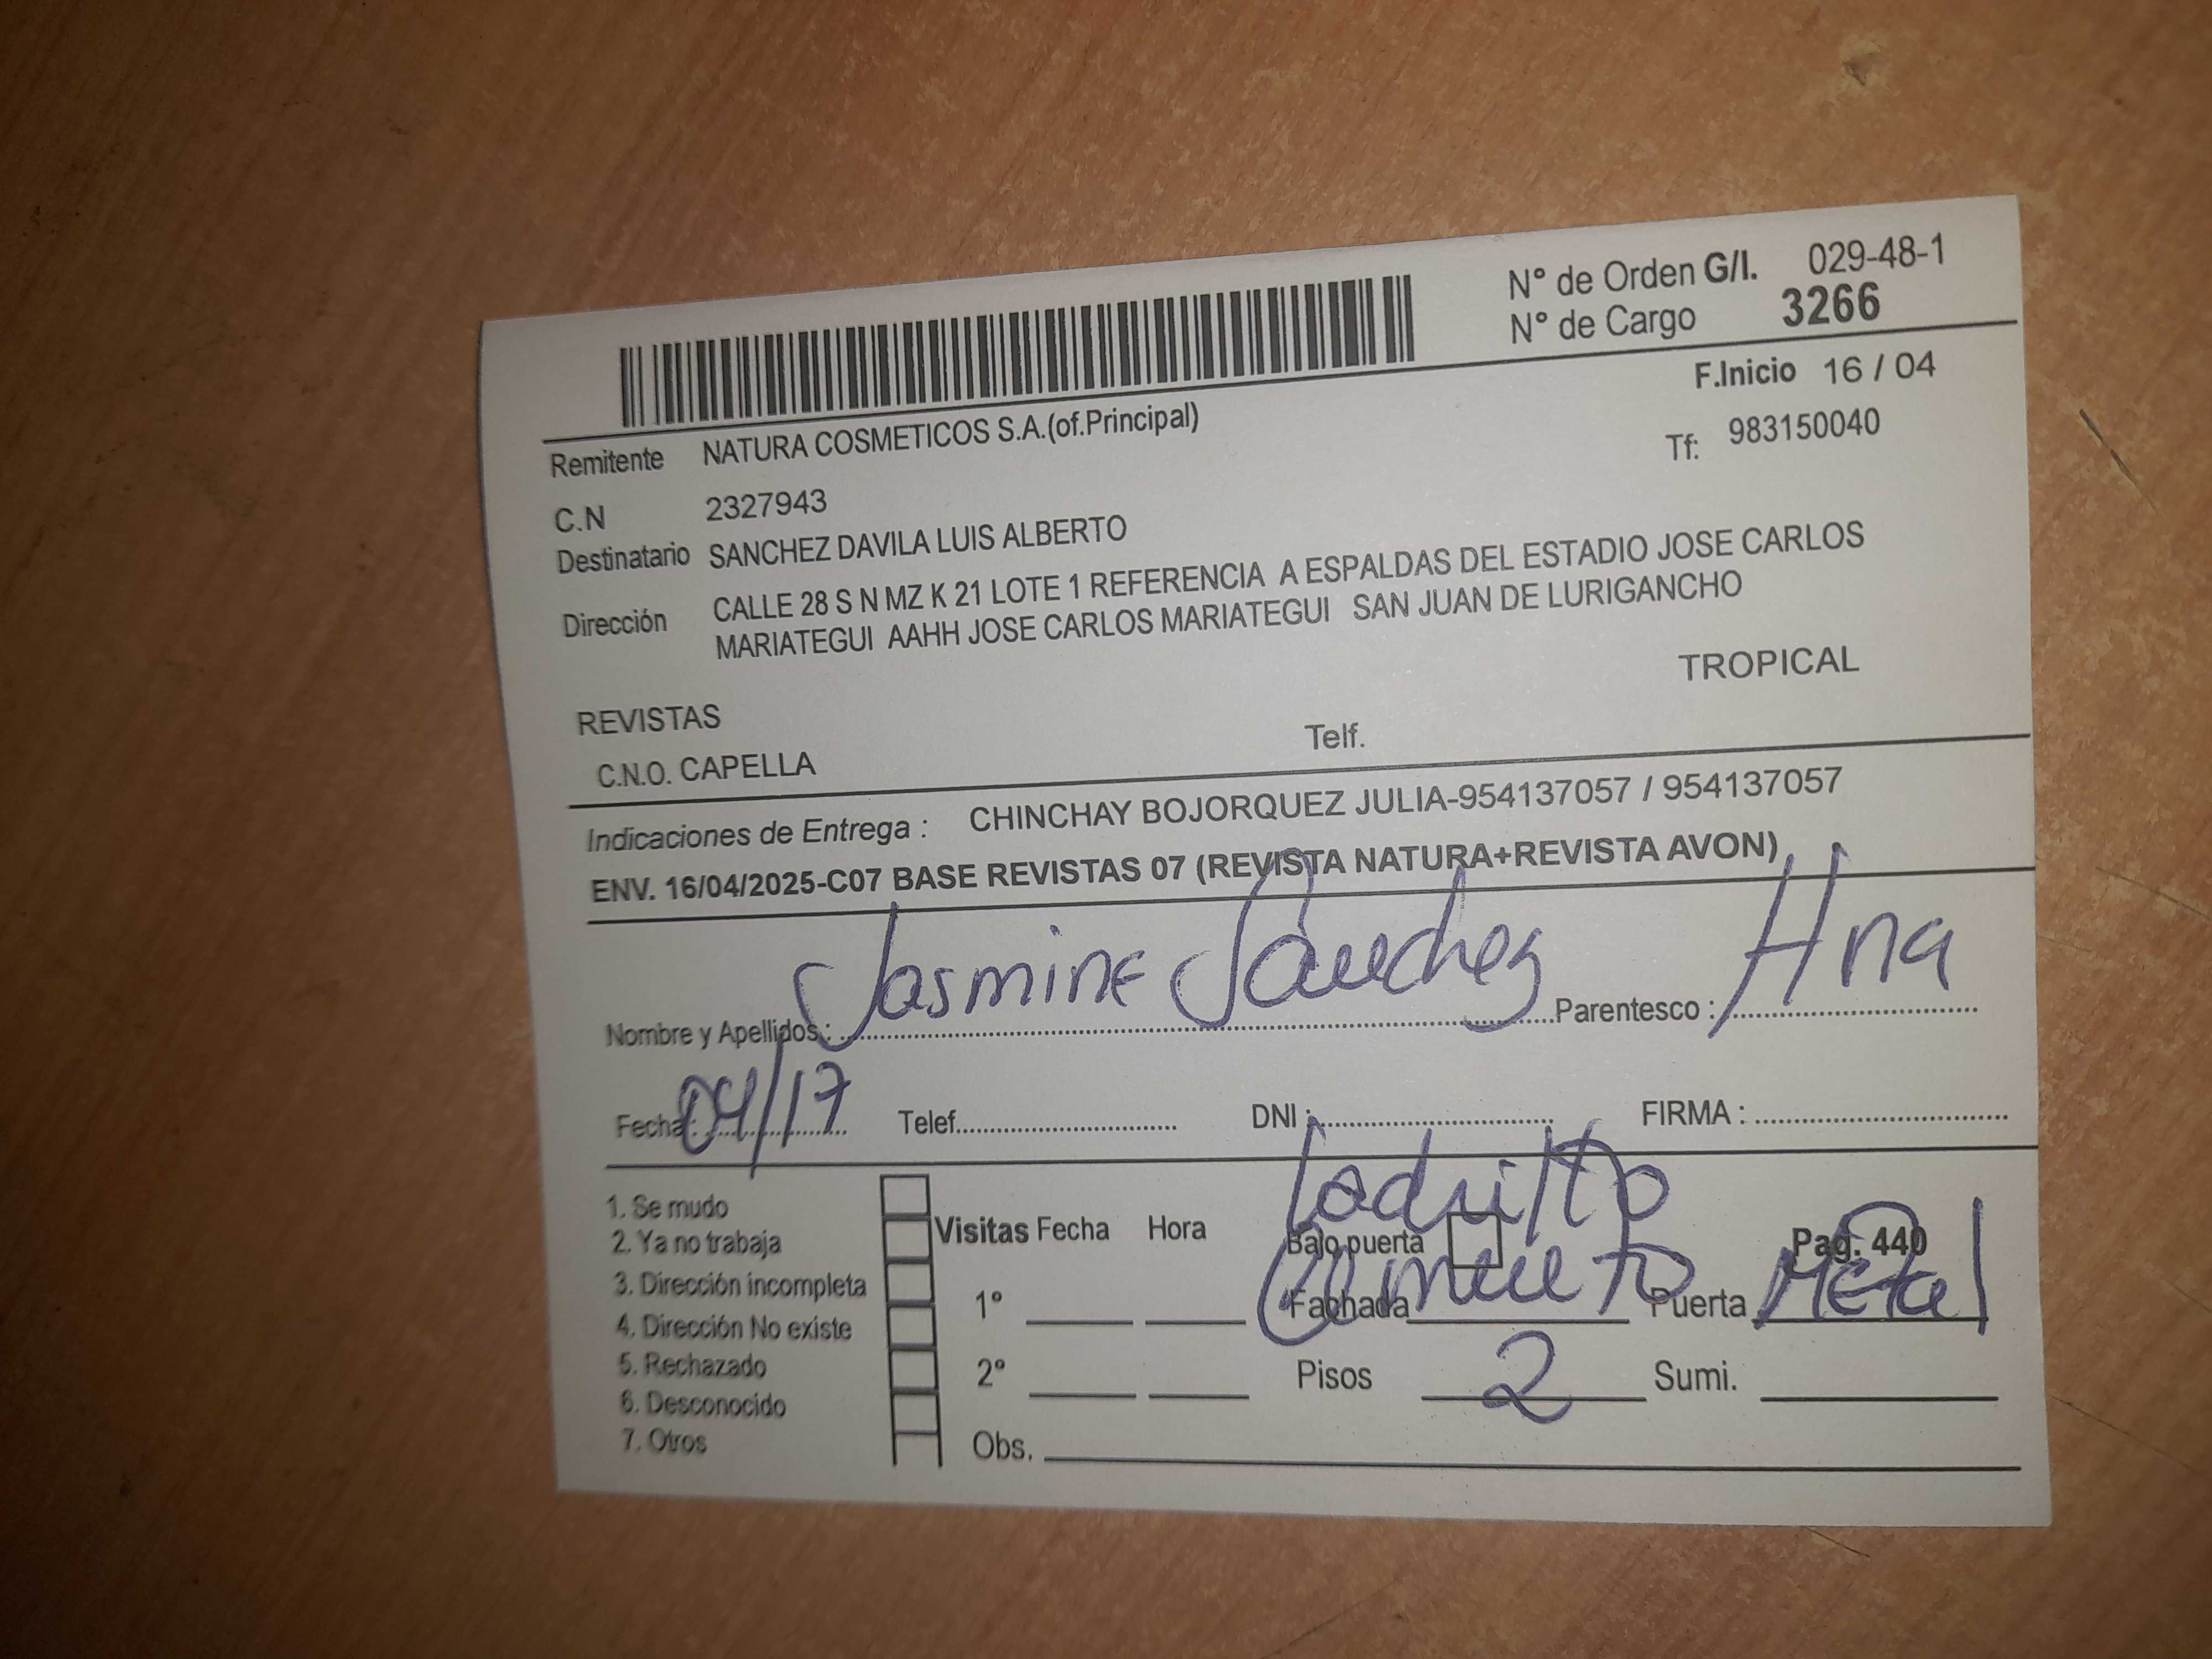 N° de Orden G/I. 029-48-1
N° de Cargo 3266
F.Inicio 16 / 04
Remitente NATURA COSMETICOS S.A.(of.Principal)
Tf: 983150040
C.N 2327943
Destinatario SANCHEZ DAVILA LUIS ALBERTO
Dirección CALLE 28 S N MZ K 21 LOTE 1 REFERENCIA A ESPALDAS DEL ESTADIO JOSE CARLOS
MARIATEGUI AAHH JOSE CARLOS MARIATEGUI SAN JUAN DE LURIGANCHO
TROPICAL
REVISTAS
C.N.O. CAPELLA Telf.
Indicaciones de Entrega : CHINCHAY BOJORQUEZ JULIA-954137057 / 954137057
ENV. 16/04/2025-C07 BASE REVISTAS 07 (REVISTA NATURA+REVISTA AVON)
Nombre y Apellidos : Jasmine Sánchez Parentesco : Hna
Fecha : 04/17 Telef. DNI : FIRMA :
1. Se mudo
2. Ya no trabaja
3. Dirección incompleta
4. Dirección No existe
5. Rechazado
6. Desconocido
7. Otros
Visitas Fecha Hora
1°
2°
Obs.
ladrillo
Bajo puerta Pag. 440
Fachada Cemento Puerta Metal
Pisos 2 Sumi.